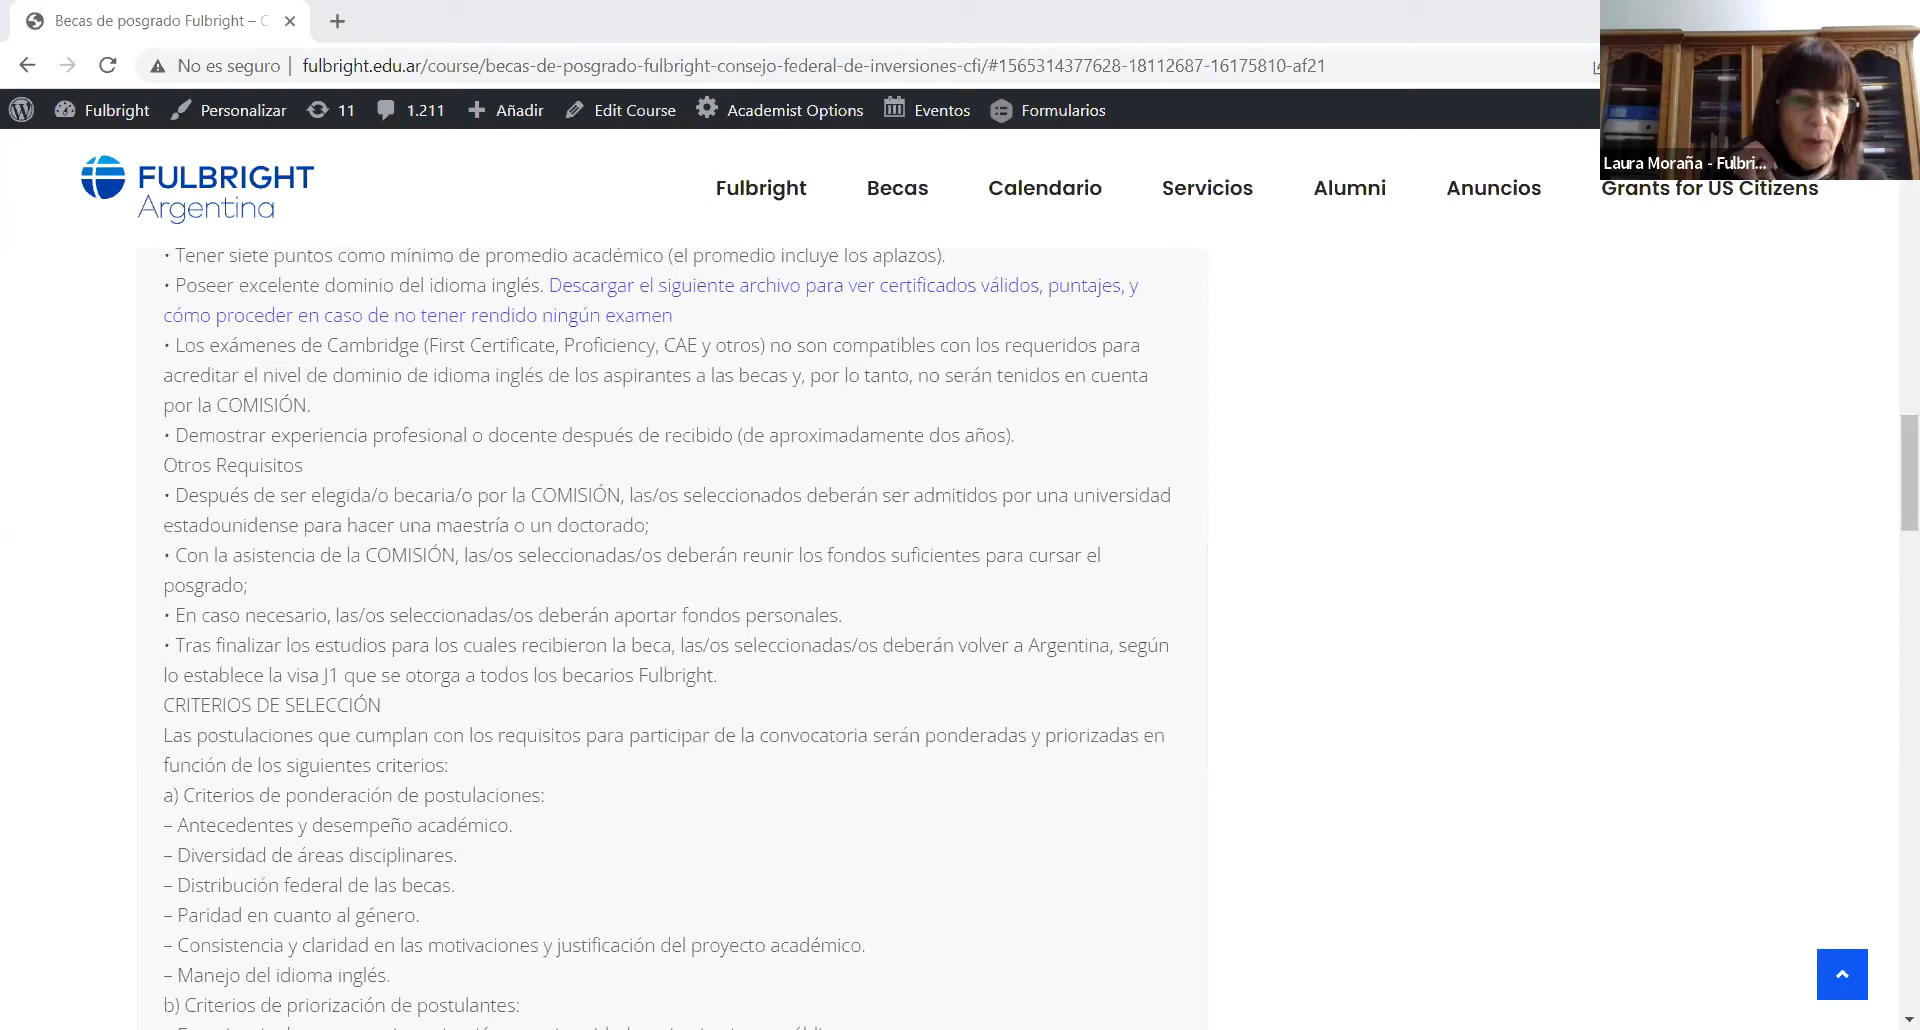 Becas de posgrado Fulbright – C
No es seguro
fulbright.edu.ar/course/becas-de-posgrado-fulbright-consejo-federal-de-inversiones-cfi/#1565314377628-18112687-16175810-af21
Fulbright Personalizar 11 1.211 Añadir Edit Course Academist Options Eventos Formularios
Laura Moraña - Fulbri...
FULBRIGHT
Argentina
Fulbright Becas Calendario Servicios Alumni Anuncios Grants for US Citizens
• Tener siete puntos como mínimo de promedio académico (el promedio incluye los aplazos).
• Poseer excelente dominio del idioma inglés. Descargar el siguiente archivo para ver certificados válidos, puntajes, y
cómo proceder en caso de no tener rendido ningún examen
• Los exámenes de Cambridge (First Certificate, Proficiency, CAE y otros) no son compatibles con los requeridos para
acreditar el nivel de dominio de idioma inglés de los aspirantes a las becas y, por lo tanto, no serán tenidos en cuenta
por la COMISIÓN.
• Demostrar experiencia profesional o docente después de recibido (de aproximadamente dos años).
Otros Requisitos
• Después de ser elegida/o becaria/o por la COMISIÓN, las/os seleccionados deberán ser admitidos por una universidad
estadounidense para hacer una maestría o un doctorado;
• Con la asistencia de la COMISIÓN, las/os seleccionadas/os deberán reunir los fondos suficientes para cursar el
posgrado;
• En caso necesario, las/os seleccionadas/os deberán aportar fondos personales.
• Tras finalizar los estudios para los cuales recibieron la beca, las/os seleccionadas/os deberán volver a Argentina, según
lo establece la visa J1 que se otorga a todos los becarios Fulbright.
CRITERIOS DE SELECCIÓN
Las postulaciones que cumplan con los requisitos para participar de la convocatoria serán ponderadas y priorizadas en
función de los siguientes criterios:
a) Criterios de ponderación de postulaciones:
– Antecedentes y desempeño académico.
– Diversidad de áreas disciplinares.
– Distribución federal de las becas.
– Paridad en cuanto al género.
– Consistencia y claridad en las motivaciones y justificación del proyecto académico.
– Manejo del idioma inglés.
b) Criterios de priorización de postulantes: